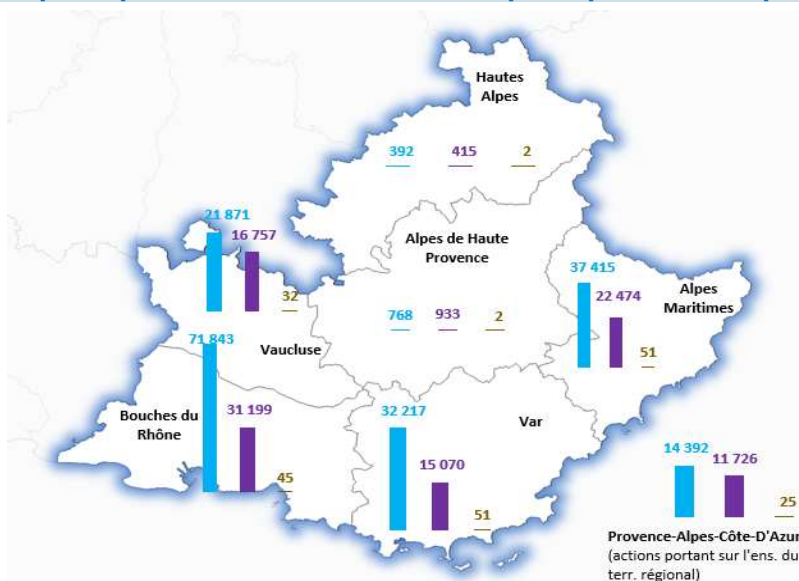 Hautes
Alpes
392 415 2
21 871
16 757
32
Alpes de Haute
Provence
768 933 2
37 415
22 474
51
Alpes
Maritimes
71 843
Vaucluse
Bouches du
Rhône
31 199
45
32 217
15 070
51
Var
14 392
11 726
25
Provence-Alpes-Côte-D'Azur
(actions portant sur l'ens. du
terr. régional)